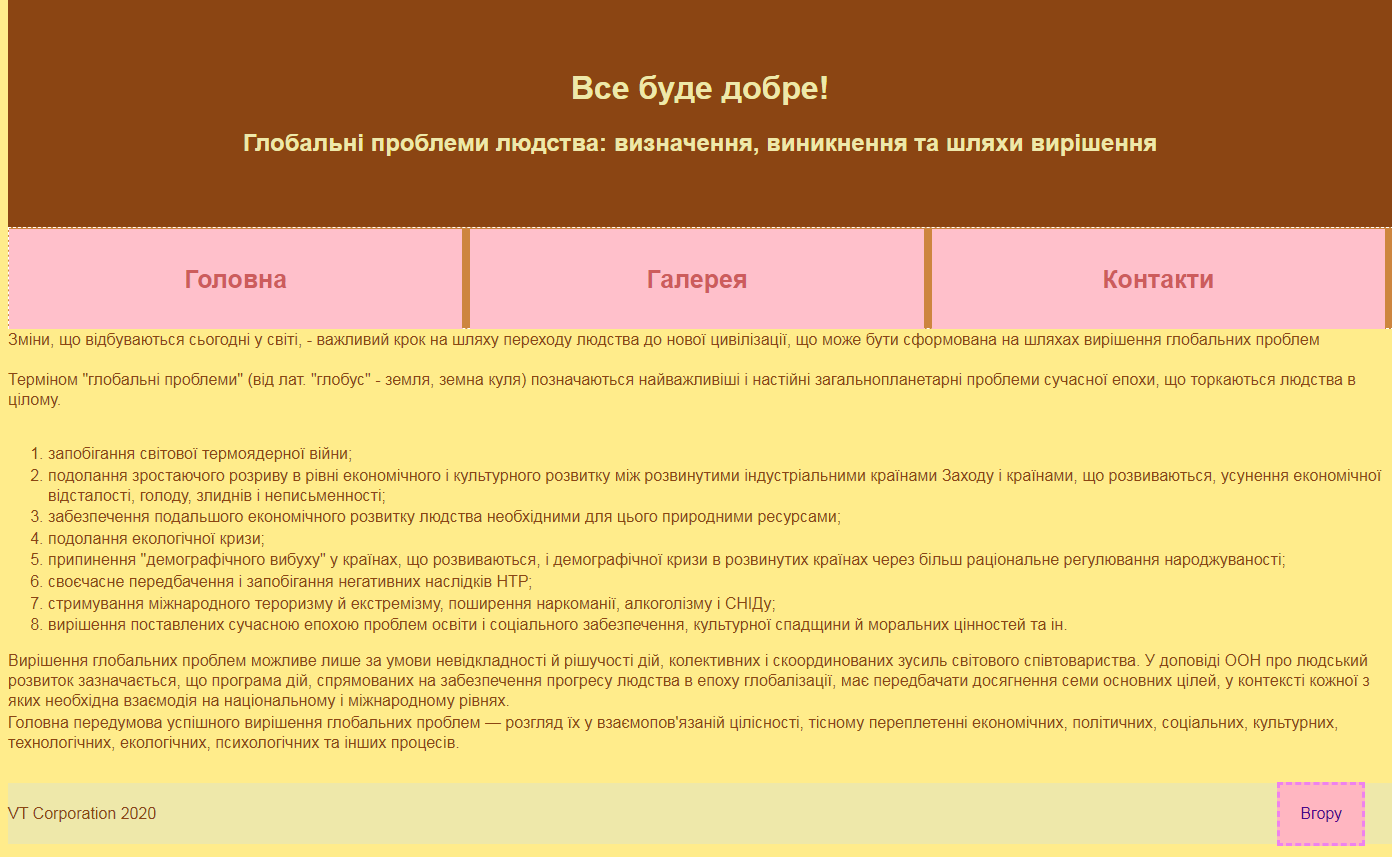 Все буде добре!
Глобальні проблеми людства: визначення, виникнення та шляхи вирішення
Головна
Галерея
Контакти
Зміни, що відбуваються сьогодні у світі, - важливий крок на шляху переходу людства до нової цивілізації, що може бути сформована на шляхах вирішення глобальних проблем
Терміном "глобальні проблеми" (від лат. "глобус" - земля, земна куля) позначаються найважливіші і настійні загальнопланетарні проблеми сучасної епохи, що торкаються людства в
цілому.
1. запобігання світової термоядерної війни;
2. подолання зростаючого розриву в рівні економічного і культурного розвитку між розвинутими індустріальними країнами Заходу і країнами, що розвиваються, усунення економічної
відсталості, голоду, злиднів і неписьменності;
3. забезпечення подальшого економічного розвитку людства необхідними для цього природними ресурсами;
4. подолання екологічної кризи;
5. припинення "демографічного вибуху" у країнах, що розвиваються, і демографічної кризи в розвинутих країнах через більш раціональне регулювання народжуваності;
6. своєчасне передбачення і запобігання негативних наслідків НТР;
7. стримування міжнародного тероризму й екстремізму, поширення наркоманії, алкоголізму і СНІДу;
8. вирішення поставлених сучасною епохою проблем освіти і соціального забезпечення, культурної спадщини й моральних цінностей та ін.
Вирішення глобальних проблем можливе лише за умови невідкладності й рішучості дій, колективних і скоординованих зусиль світового співтовариства. У доповіді ООН про людський
розвиток зазначається, що програма дій, спрямованих на забезпечення прогресу людства в епоху глобалізації, має передбачати досягнення семи основних цілей, у контексті кожної з
яких необхідна взаємодія на національному і міжнародному рівнях.
Головна передумова успішного вирішення глобальних проблем — розгляд їх у взаємопов'язаній цілісності, тісному переплетенні економічних, політичних, соціальних, культурних,
технологічних, екологічних, психологічних та інших процесів.
VT Corporation 2020
Вгору